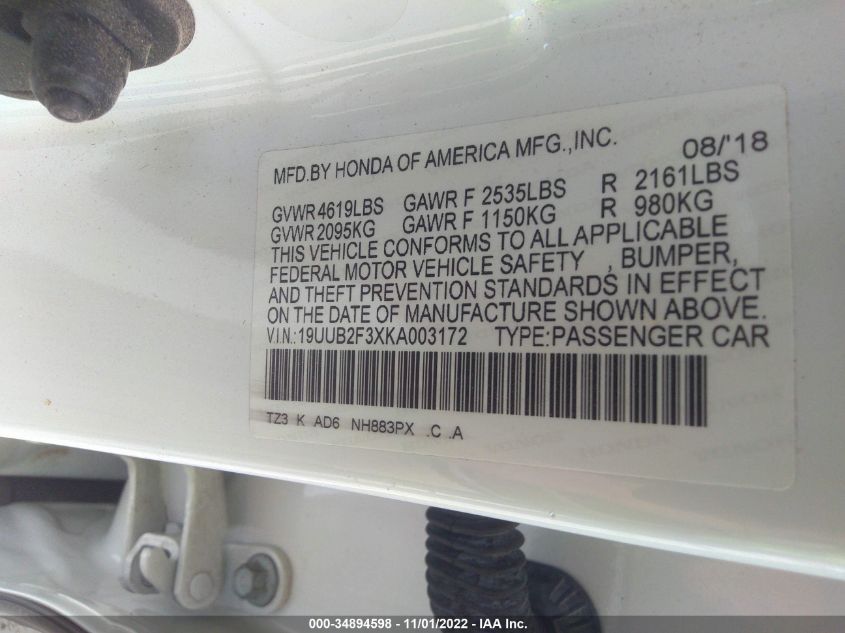 MFD.BY HONDA OF AMERICA MFG.,INC. 08/'18
GVWR 4619LBS GAWR F 2535LBS R 2161LBS
GVWR 2095KG GAWR F 1150KG R 980KG
THIS VEHICLE CONFORMS TO ALL APPLICABLE
FEDERAL MOTOR VEHICLE SAFETY , BUMPER,
AND THEFT PREVENTION STANDARDS IN EFFECT
ON THE DATE OF MANUFACTURE SHOWN ABOVE.
V.I.N.:19UUB2F3XKA003172 TYPE:PASSENGER CAR
TZ3 K AD6 NH883PX .C .A
000-34894598 - 11/01/2022 - IAA Inc.